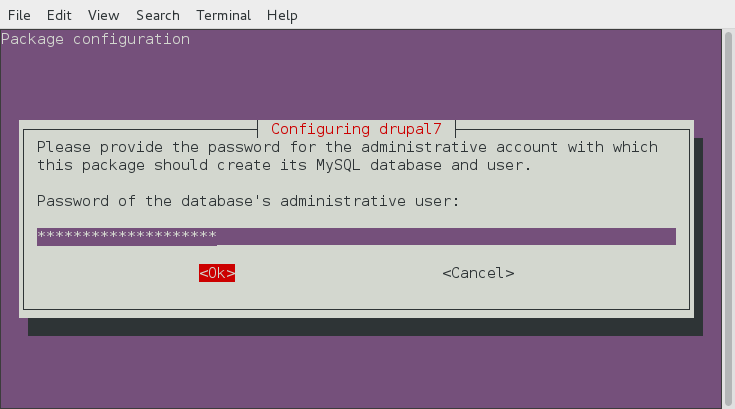 File Edit View Search Terminal Help
Package configuration
Configuring drupal7
Please provide the password for the administrative account with which
this package should create its MySQL database and user.
Password of the database's administrative user:
********************
<Ok> <Cancel>